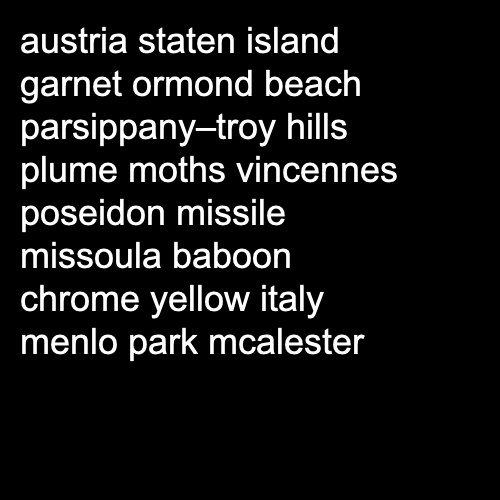 austria staten island
garnet ormond beach
parsippany–troy hills
plume moths vincennes
poseidon missile
missoula baboon
chrome yellow italy
menlo park mcalester